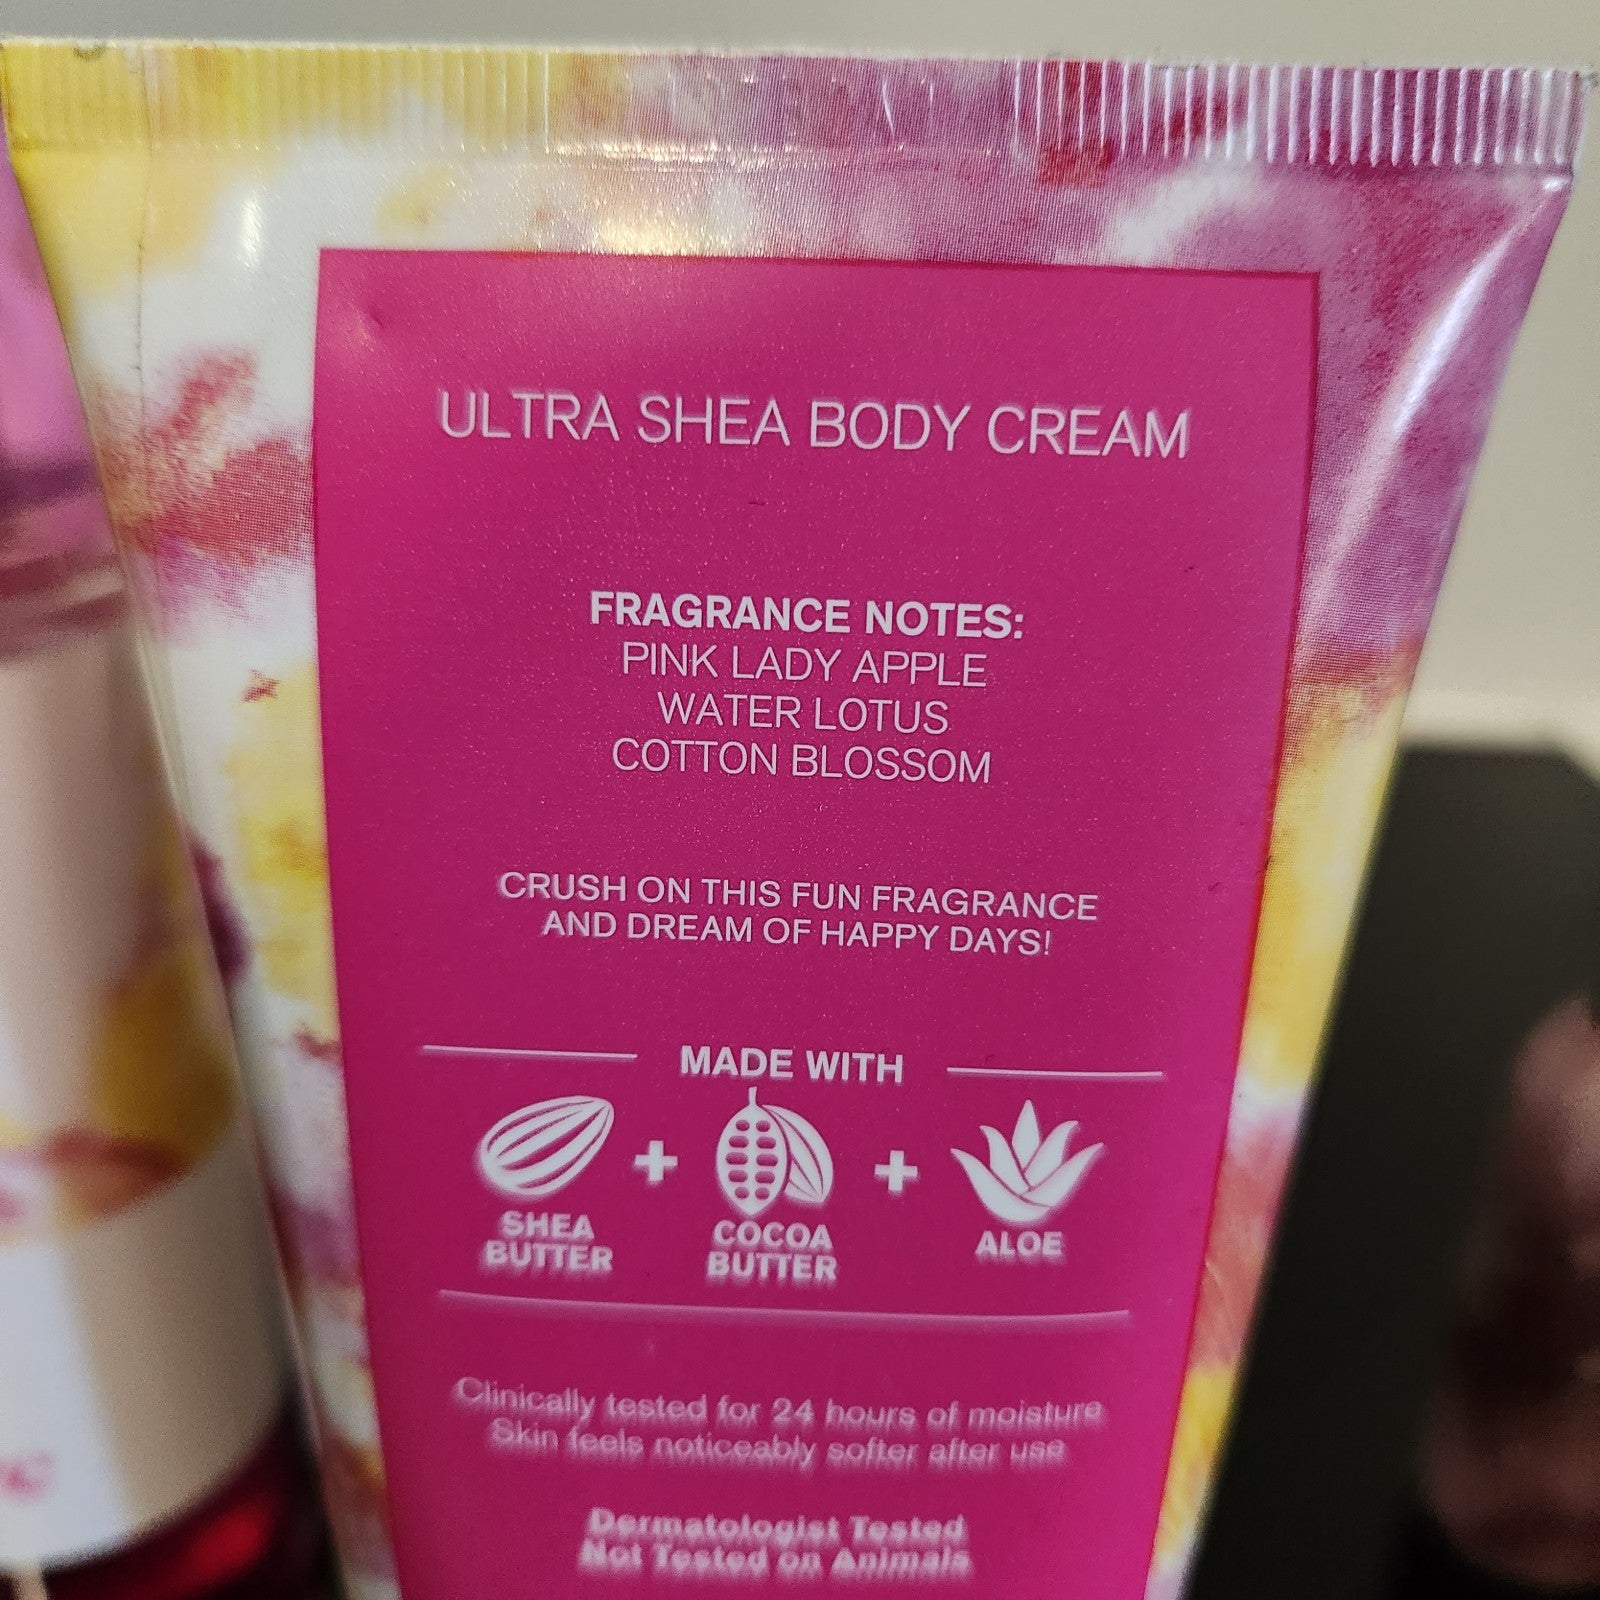 ULTRA SHEA BODY CREAM
FRAGRANCE NOTES:
PINK LADY APPLE
WATER LOTUS
COTTON BLOSSOM
CRUSH ON THIS FUN FRAGRANCE
AND DREAM OF HAPPY DAYS!
MADE WITH
SHEA
BUTTER
+
COCOA
BUTTER
+
ALOE
Clinically tested for 24 hours of moisture
Skin feels noticeably softer after use
Dermatologist Tested
Not Tested on Animals